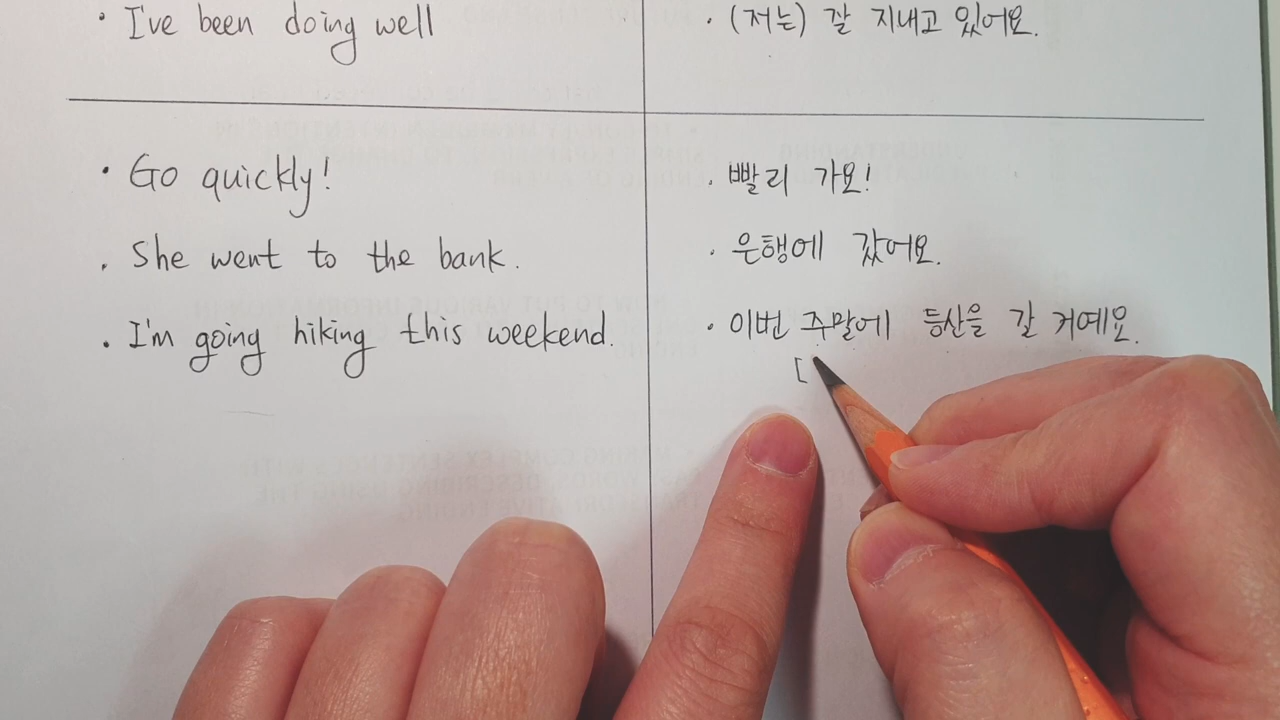 · I've been doing well
· (저는) 잘 지내고 있어요.
· Go quickly!
· 빨리 가요!
· She went to the bank.
· 은행에 갔어요.
· I'm going hiking this weekend.
· 이번 주말에 등산을 갈 거예요.
[